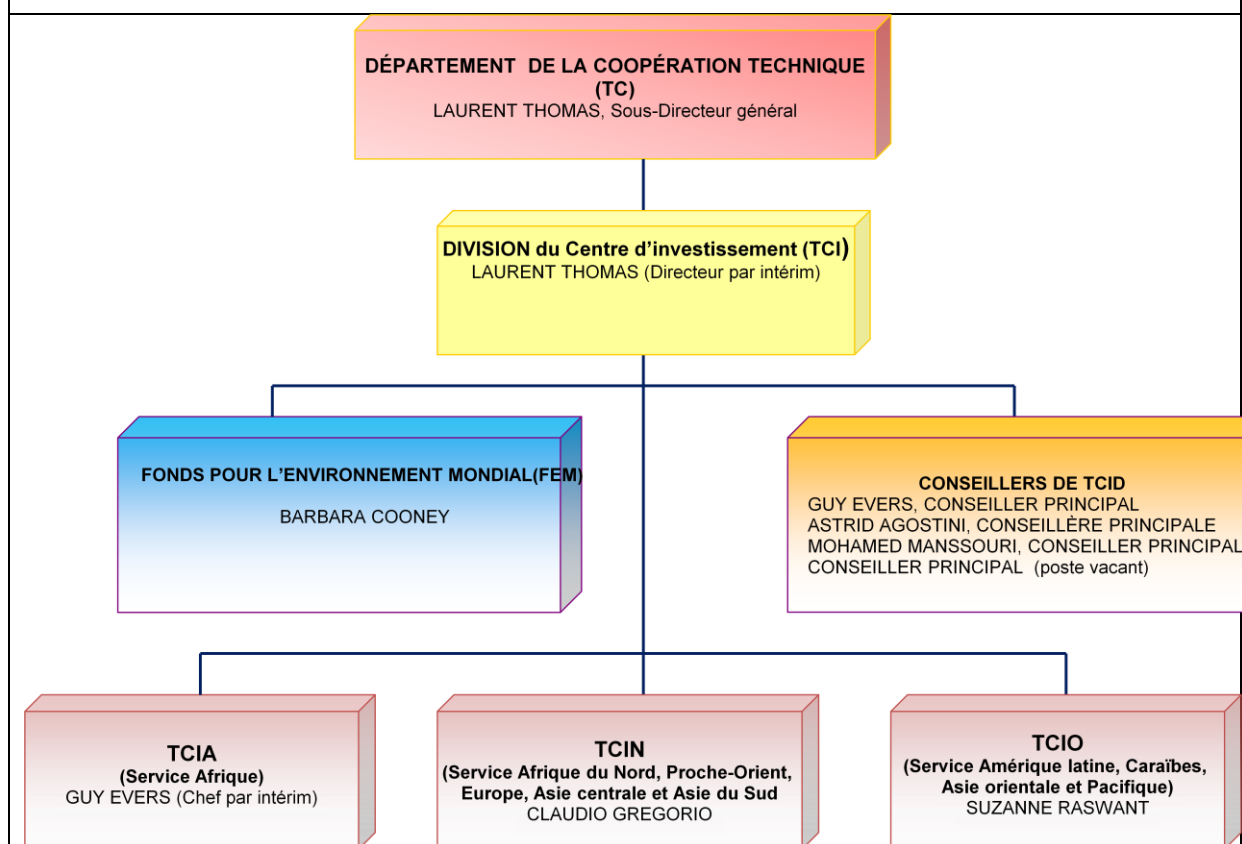 DÉPARTEMENT DE LA COOPÉRATION TECHNIQUE
(TC)
LAURENT THOMAS, Sous-Directeur général
DIVISION du Centre d'investissement (TCI)
LAURENT THOMAS (Directeur par intérim)
FONDS POUR L'ENVIRONNEMENT MONDIAL(FEM)
BARBARA COONEY
CONSEILLERS DE TCID
GUY EVERS, CONSEILLER PRINCIPAL
ASTRID AGOSTINI, CONSEILLÈRE PRINCIPALE
MOHAMED MANSSOURI, CONSEILLER PRINCIPAL
CONSEILLER PRINCIPAL (poste vacant)
TCIA
(Service Afrique)
GUY EVERS (Chef par intérim)
TCIN
(Service Afrique du Nord, Proche-Orient,
Europe, Asie centrale et Asie du Sud
CLAUDIO GREGORIO
TCIO
(Service Amérique latine, Caraïbes,
Asie orientale et Pacifique)
SUZANNE RASWANT